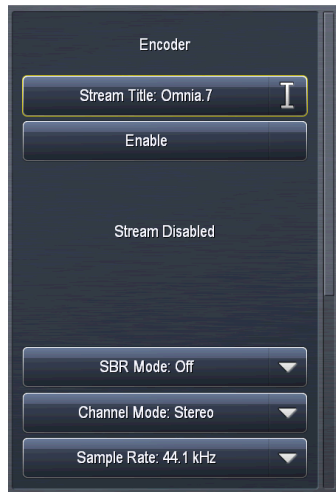 Encoder
Stream Title: Omnia.7
Enable
Stream Disabled
SBR Mode: Off
Channel Mode: Stereo
Sample Rate: 44.1 kHz